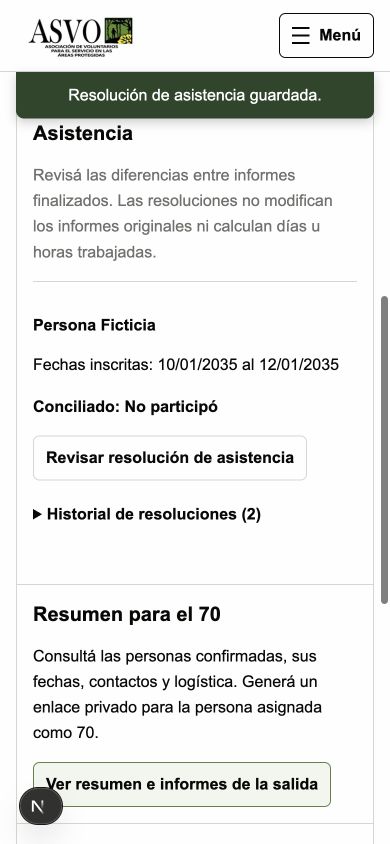 ASVO
ASOCIACIÓN DE VOLUNTARIOS
PARA EL SERVICIO EN LAS
ÁREAS PROTEGIDAS
Menú
Resolución de asistencia guardada.
Asistencia
Revisá las diferencias entre informes
finalizados. Las resoluciones no modifican
los informes originales ni calculan días u
horas trabajadas.
Persona Ficticia
Fechas inscritas: 10/01/2035 al 12/01/2035
Conciliado: No participó
Revisar resolución de asistencia
Historial de resoluciones (2)
Resumen para el 70
Consultá las personas confirmadas, sus
fechas, contactos y logística. Generá un
enlace privado para la persona asignada
como 70.
Ver resumen e informes de la salida
N